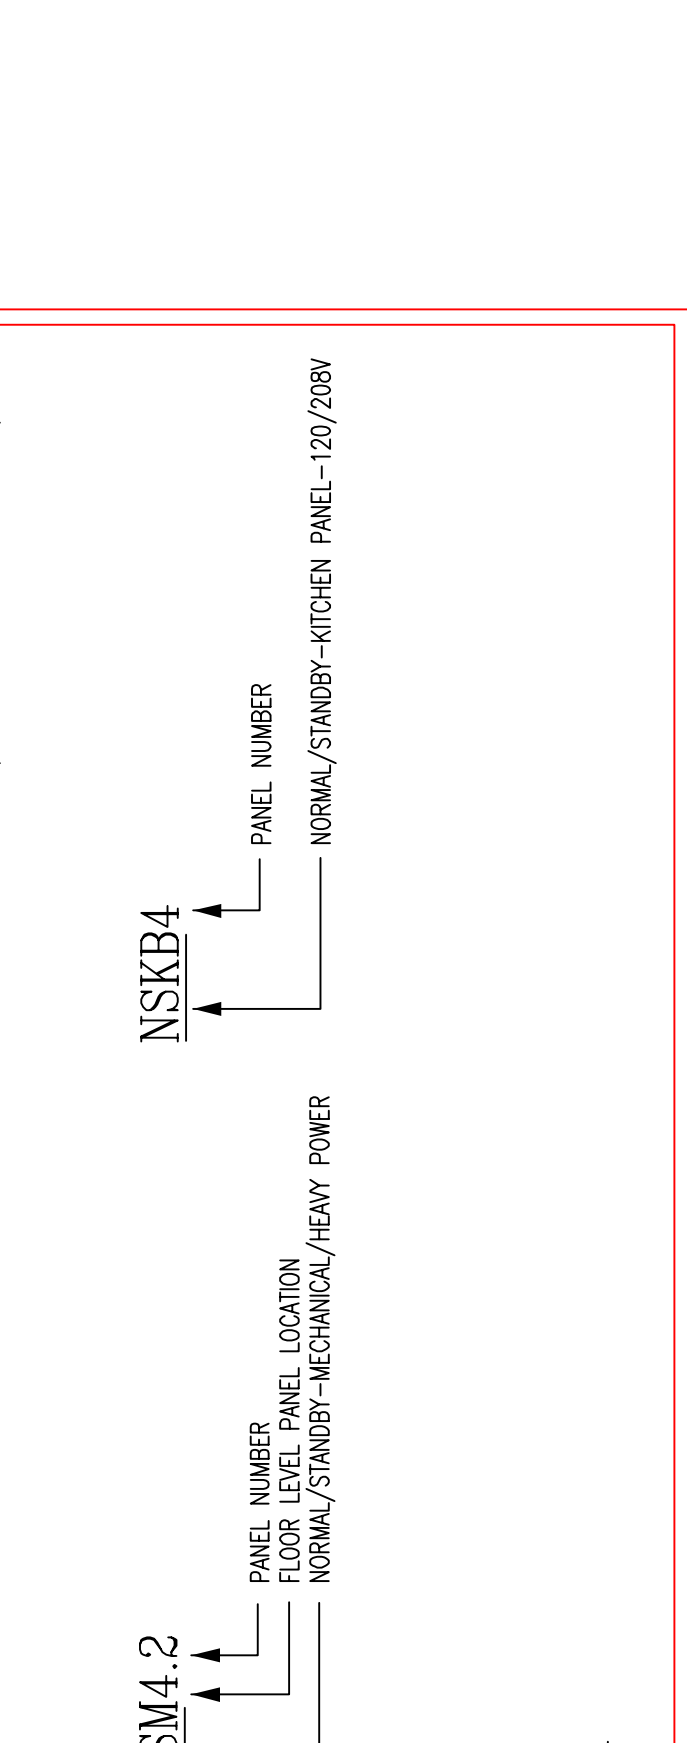 NSKB4
PANEL NUMBER
NORMAL/STANDBY-KITCHEN PANEL-120/208V
SM4.2
PANEL NUMBER
FLOOR LEVEL PANEL LOCATION
NORMAL/STANDBY-MECHANICAL/HEAVY POWER